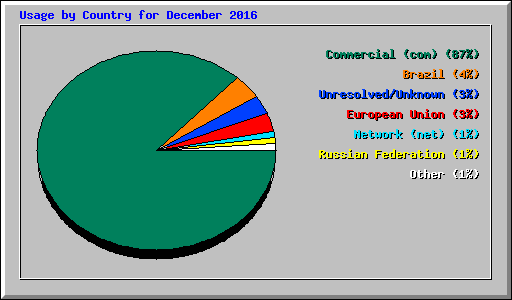 Usage by Country for December 2016
Commercial (com) (87%)
Brazil (4%)
Unresolved/Unknown (3%)
European Union (3%)
Network (net) (1%)
Russian Federation (1%)
Other (1%)